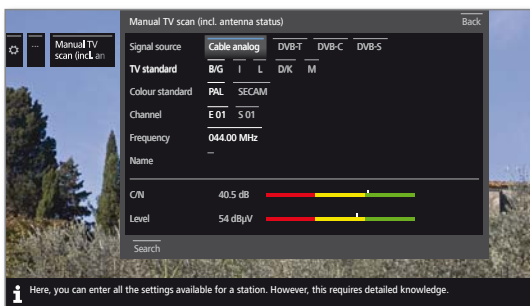 Manual TV scan (incl. antenna status) Back
... Manual TV
scan (incl. an
Signal source Cable analog DVB-T DVB-C DVB-S
TV standard B/G I L D/K M
Colour standard PAL SECAM
Channel E 01 S 01
Frequency 044.00 MHz
Name ...
C/N 40.5 dB
Level 54 dBµV
Search
i Here, you can enter all the settings available for a station. However, this requires detailed knowledge.